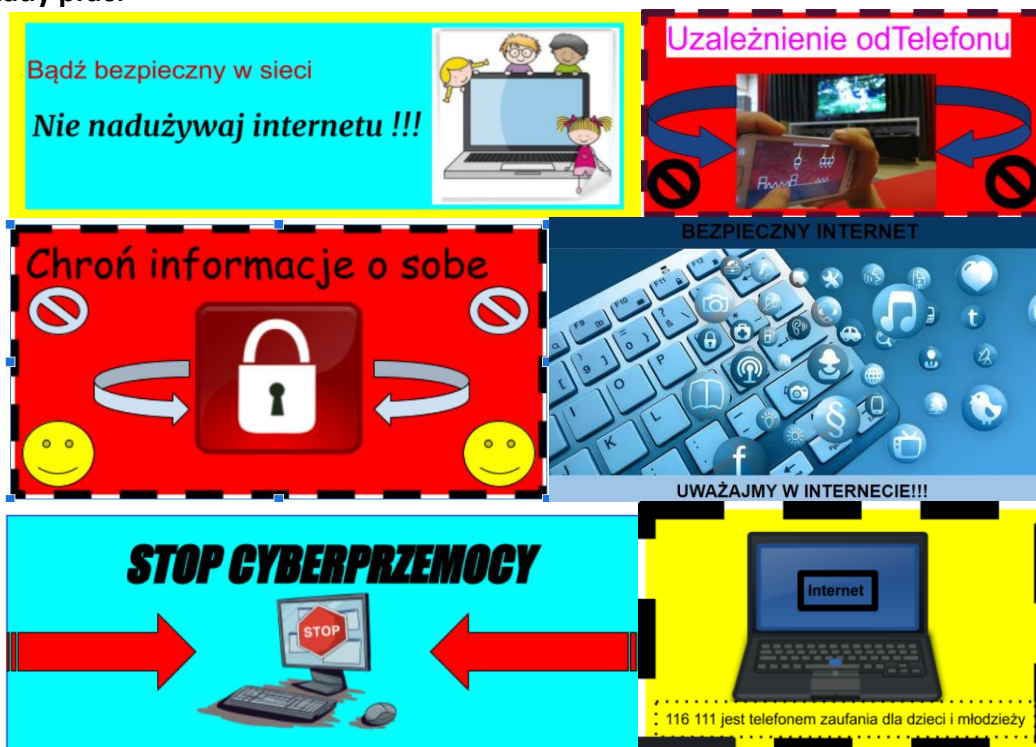 Bądź bezpieczny w sieci
Nie nadużywaj internetu !!!
Uzależnienie odTelefonu
Chroń informacje o sobe
BEZPIECZNY INTERNET
UWAŻAJMY W INTERNECIE!!!
STOP CYBERPRZEMOCY
STOP
Internet
116 111 jest telefonem zaufania dla dzieci i młodzieży